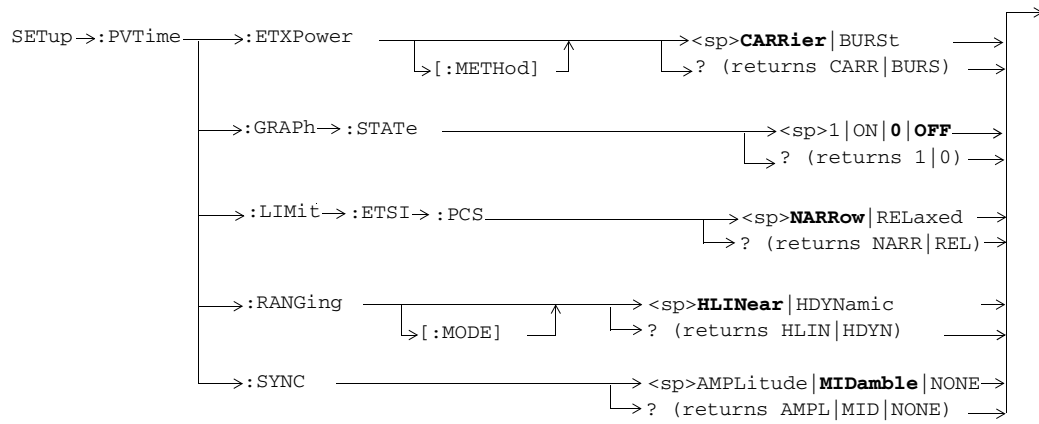 SETup :PVTime :ETXPower <sp>CARRier|BURSt
[:METHod] ? (returns CARR|BURS)
:GRAPh :STATe <sp>1|ON|0|OFF
? (returns 1|0)
:LIMit :ETSI :PCS <sp>NARRow|RELaxed
? (returns NARR|REL)
:RANGing <sp>HLINear|HDYNamic
[:MODE] ? (returns HLIN|HDYN)
:SYNC <sp>AMPLitude|MIDamble|NONE
? (returns AMPL|MID|NONE)